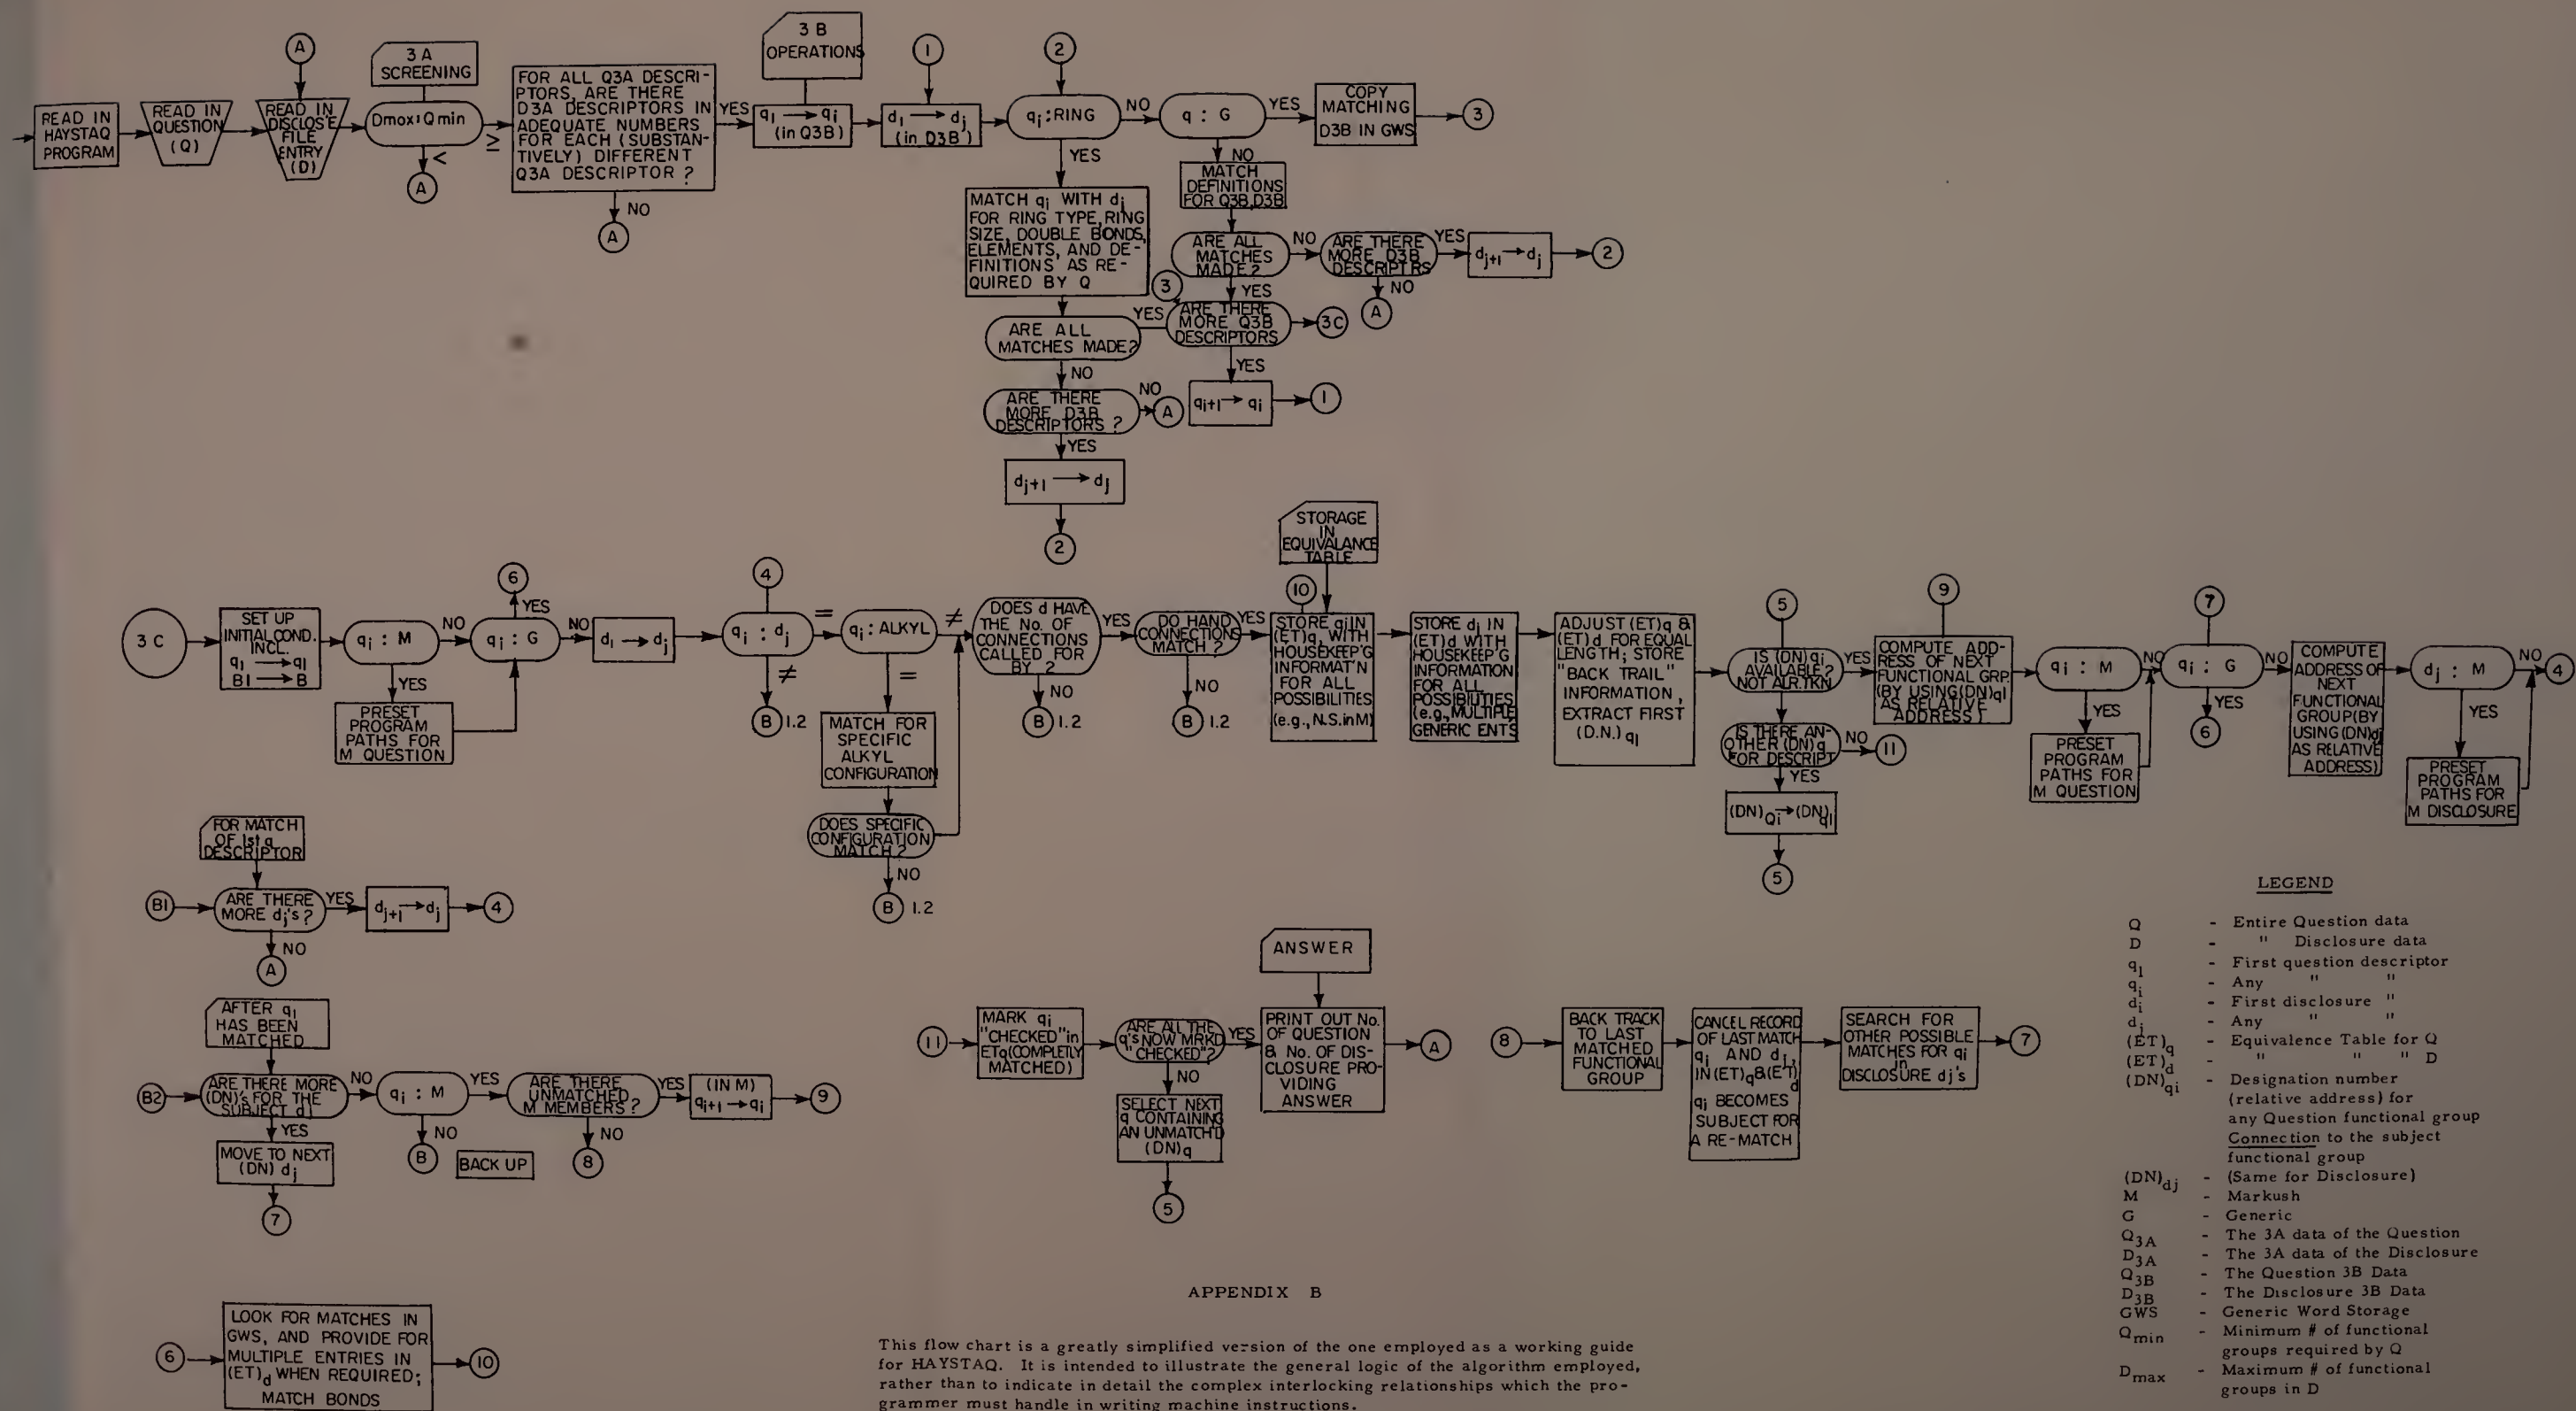 A
3 A
SCREENING
3 B
OPERATIONS
1
2
READ IN
HAYSTAQ
PROGRAM
READ IN
QUESTION
(Q)
READ IN
DISCLOS'E
FILE
ENTRY
(D)
Dmax:Qmin
<
A
≥
FOR ALL Q3A DESCRI-
PTORS, ARE THERE
D3A DESCRIPTORS IN
ADEQUATE NUMBERS
FOR EACH (SUBSTAN-
TIVELY) DIFFERENT
Q3A DESCRIPTOR ?
YES
NO
A
q1 → qi
(in Q3B)
d1 → dj
(in D3B)
qi:RING
NO
YES
q : G
YES
NO
COPY
MATCHING
D3B IN GWS
3
MATCH
DEFINITIONS
FOR Q3B,D3B
MATCH qi WITH dj
FOR RING TYPE, RING
SIZE, DOUBLE BONDS,
ELEMENTS, AND DE-
FINITIONS, AS RE-
QUIRED BY Q
ARE ALL
MATCHES
MADE?
NO
ARE THERE
MORE D3B
DESCRIPTRS
YES
dj+1 → dj
2
YES
NO
A
3
ARE ALL
MATCHES MADE?
YES
ARE THERE
MORE Q3B
DESCRIPTORS
3C
NO
YES
ARE THERE
MORE D3B
DESCRIPTORS ?
NO
A
qi+1 → qi
1
YES
dj+1 → dj
2
STORAGE
IN
EQUIVALANCE
TABLE
3 C
SET UP
INITIAL COND.
INCL.
q1 → q1
B1 → B
qi : M
NO
YES
PRESET
PROGRAM
PATHS FOR
M QUESTION
6
YES
qi : G
NO
d1 → dj
4
qi : dj
=
≠
B 1.2
qi : ALKYL
≠
=
MATCH FOR
SPECIFIC
ALKYL
CONFIGURATION
DOES SPECIFIC
CONFIGURATION
MATCH ?
NO
B 1.2
DOES d HAVE
THE No. OF
CONNECTIONS
CALLED FOR
BY ?
YES
NO
B 1.2
DO HAND
CONNECTIONS
MATCH ?
YES
NO
B 1.2
10
STORE qi IN
(ET)q, WITH
HOUSEKEEP'G
INFORMAT'N
FOR ALL
POSSIBILITIES
(e.g., N.S. in M)
STORE dj IN
(ET)d WITH
HOUSEKEEP'G
INFORMATION
FOR ALL
POSSIBILITIES
(e.g., MULTIPLE
GENERIC ENTS
ADJUST (ET)q &
(ET)d FOR EQUAL
LENGTH; STORE
"BACK TRAIL"
INFORMATION,
EXTRACT FIRST
(D.N.) q1
5
IS (DN) qi
AVAILABLE?
NOT ALR. TKN
YES
IS THERE AN-
OTHER (DN) q
FOR DESCRIPT
NO
11
YES
(DN)Qi → (DN)q1
5
9
COMPUTE ADD-
RESS OF NEXT
FUNCTIONAL GRP.
(BY USING (DN)q1
AS RELATIVE
ADDRESS )
qi : M
NO
YES
PRESET
PROGRAM
PATHS FOR
M QUESTION
7
qi : G
NO
YES
6
COMPUTE
ADDRESS OF
NEXT
FUNCTIONAL
GROUP(BY
USING (DN)dj
AS RELATIVE
ADDRESS)
dj : M
NO
4
YES
PRESET
PROGRAM
PATHS FOR
M DISCLOSURE
FOR MATCH
OF 1st q
DESCRIPTOR
B1
ARE THERE
MORE dj's ?
YES
dj+1 → dj
4
NO
A
AFTER q1
HAS BEEN
MATCHED
B2
ARE THERE MORE
(DN)'s FOR THE
SUBJECT dj
NO
qi : M
YES
ARE THERE
UNMATCHED
M MEMBERS ?
YES
(IN M)
qi+1 → qi
9
YES
NO
B
BACK UP
NO
8
MOVE TO NEXT
(DN) dj
7
ANSWER
11
MARK qi
"CHECKED" in
ETq (COMPLETLY
MATCHED)
ARE ALL THE
q's NOW MRKD
"CHECKED"?
YES
PRINT OUT No.
OF QUESTION
& No. OF DIS-
CLOSURE PRO-
VIDING
ANSWER
A
NO
SELECT NEXT
q CONTAINING
AN UNMATCH'D
(DN)q
5
8
BACK TRACK
TO LAST
MATCHED
FUNCTIONAL
GROUP
CANCEL RECORD
OF LAST MATCH
qi AND dj,
IN (ET)q&(ET)d
qi BECOMES
SUBJECT FOR
A RE-MATCH
SEARCH FOR
OTHER POSSIBLE
MATCHES FOR qi
in
DISCLOSURE dj's
7
6
LOOK FOR MATCHES IN
GWS, AND PROVIDE FOR
MULTIPLE ENTRIES IN
(ET)d WHEN REQUIRED;
MATCH BONDS
10
LEGEND
Q - Entire Question data
D - " Disclosure data
q1 - First question descriptor
qi - Any " "
di - First disclosure "
dj - Any " "
(ET)q - Equivalence Table for Q
(ET)d - " " " D
(DN)qi - Designation number
(relative address) for
any Question functional group
Connection to the subject
functional group
(DN)dj - (Same for Disclosure)
M - Markush
G - Generic
Q3A - The 3A data of the Question
D3A - The 3A data of the Disclosure
Q3B - The Question 3B Data
D3B - The Disclosure 3B Data
GWS - Generic Word Storage
Qmin - Minimum # of functional
groups required by Q
Dmax - Maximum # of functional
groups in D
APPENDIX B
This flow chart is a greatly simplified version of the one employed as a working guide
for HAYSTAQ. It is intended to illustrate the general logic of the algorithm employed,
rather than to indicate in detail the complex interlocking relationships which the pro-
grammer must handle in writing machine instructions.